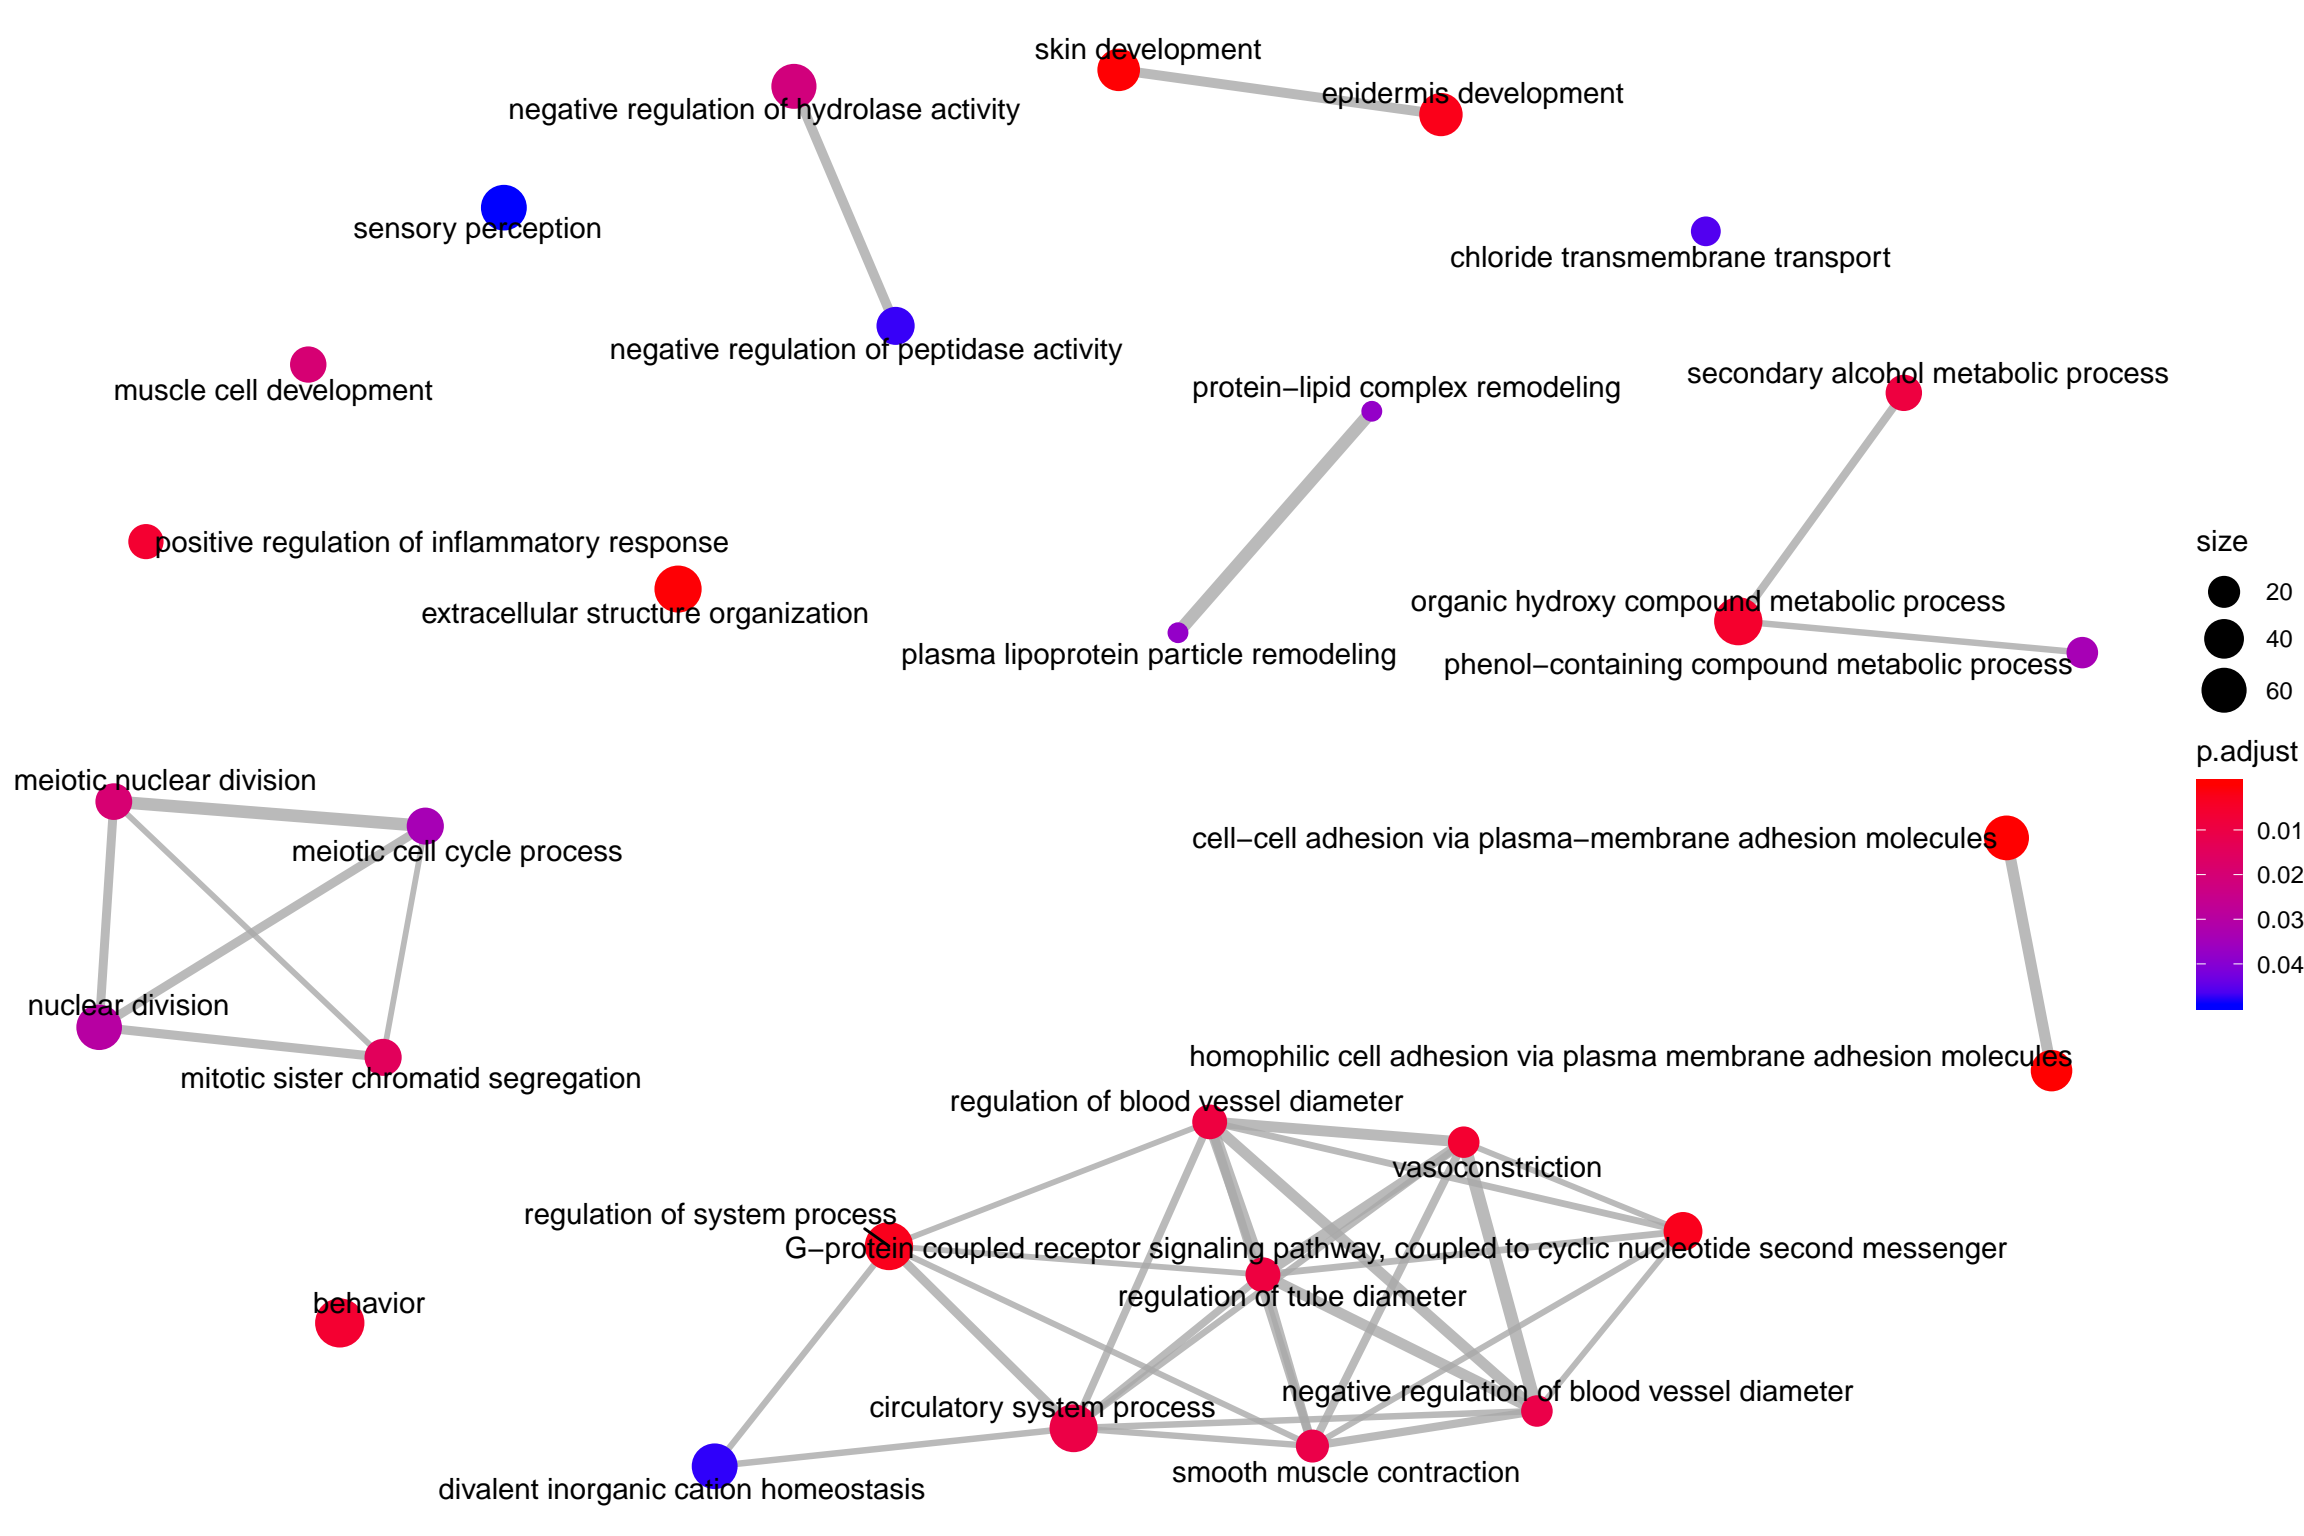 skin development
epidermis development
negative regulation of hydrolase activity
sensory perception
chloride transmembrane transport
negative regulation of peptidase activity
muscle cell development
protein−lipid complex remodeling
secondary alcohol metabolic process
positive regulation of inflammatory response
extracellular structure organization
plasma lipoprotein particle remodeling
organic hydroxy compound metabolic process
phenol−containing compound metabolic process
size
20
40
60
p.adjust
0.01
0.02
0.03
0.04
meiotic nuclear division
meiotic cell cycle process
nuclear division
mitotic sister chromatid segregation
cell−cell adhesion via plasma−membrane adhesion molecules
homophilic cell adhesion via plasma membrane adhesion molecules
regulation of blood vessel diameter
vasoconstriction
regulation of system process
G−protein coupled receptor signaling pathway, coupled to cyclic nucleotide second messenger
regulation of tube diameter
behavior
negative regulation of blood vessel diameter
circulatory system process
smooth muscle contraction
divalent inorganic cation homeostasis